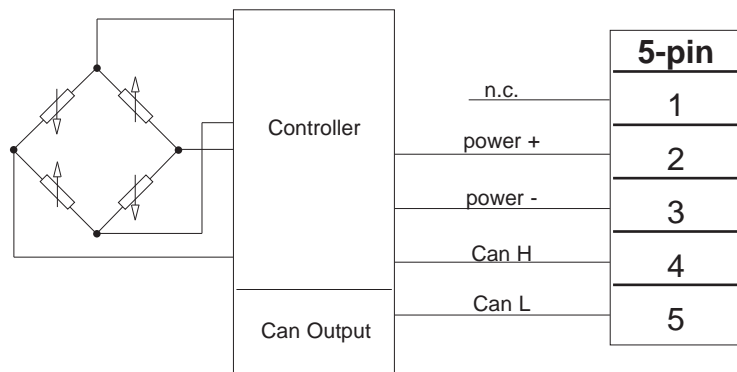 5-pin
n.c.
1
Controller
power +
2
power -
3
Can H
4
Can L
5
Can Output